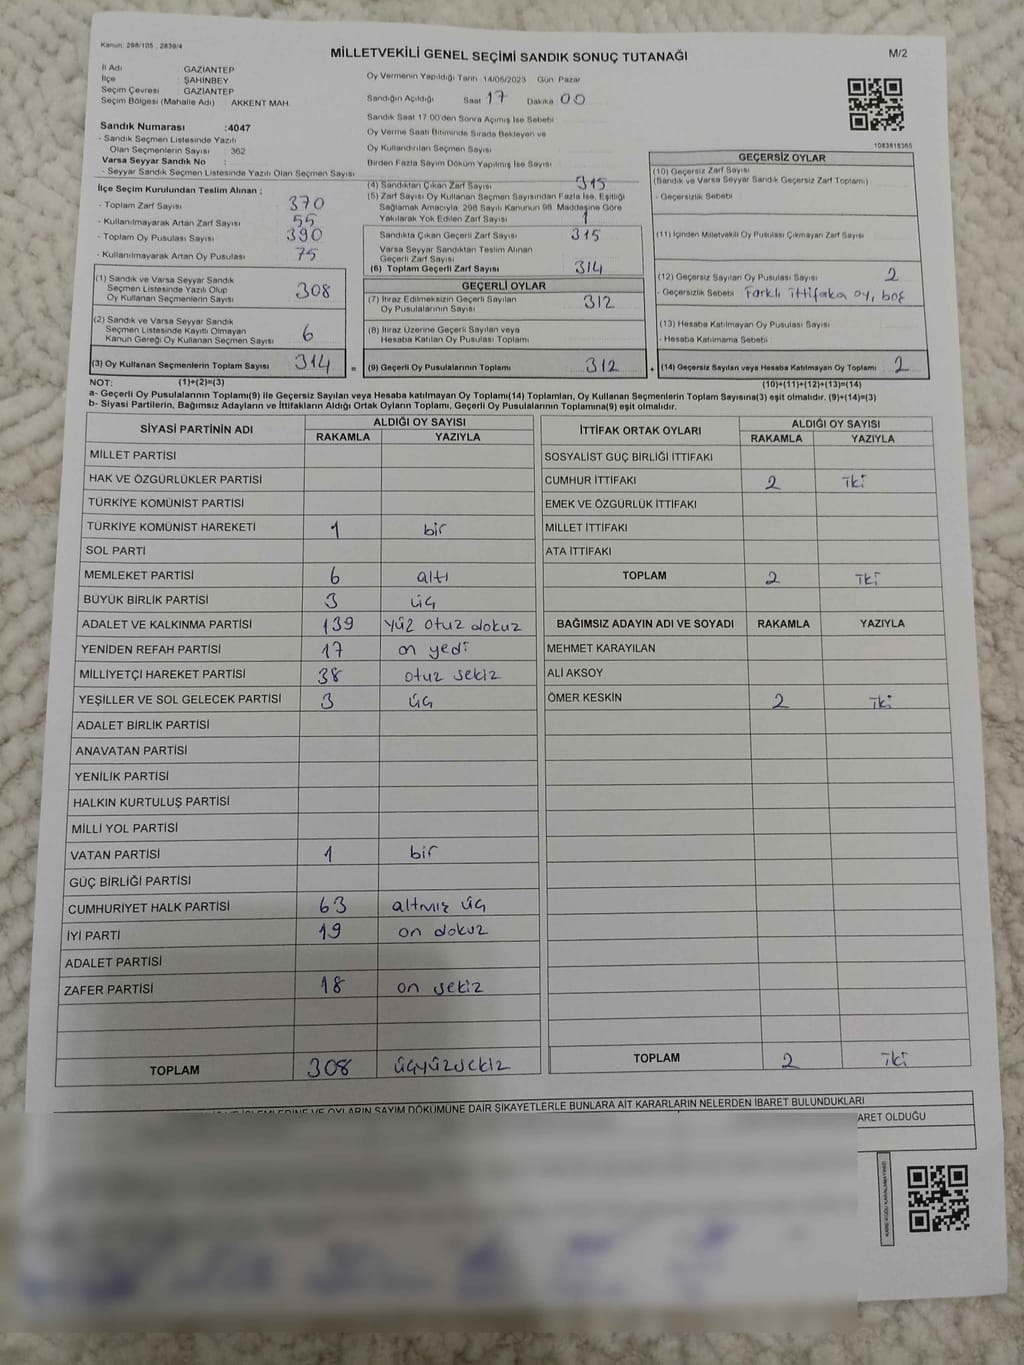 Kanun: 298/105 , 2839/4
MİLLETVEKİLİ GENEL SEÇİMİ SANDIK SONUÇ TUTANAĞI
M/2
İl Adı : GAZİANTEP
İlçe : ŞAHİNBEY
Seçim Çevresi : GAZİANTEP
Seçim Bölgesi (Mahalle Adı) : AKKENT MAH.
Oy Vermenin Yapıldığı Tarih :14/05/2023 Gün :Pazar
Sandığın Açıldığı Saat 17 Dakika 00
Sandık Saat 17:00'den Sonra Açımış İse Sebebi :
Oy Verme Saati Bitiminde Sırada Bekleyen ve
Oy Kullandırılan Seçmen Sayısı :
Birden Fazla Sayım Döküm Yapılmış İse Sayısı :
1083616365
Sandık Numarası :4047
- Sandık Seçmen Listesinde Yazılı
Olan Seçmenlerin Sayısı : 362
Varsa Seyyar Sandık No :
- Seyyar Sandık Seçmen Listesinde Yazılı Olan Seçmen Sayısı :
İlçe Seçim Kurulundan Teslim Alınan ;
- Toplam Zarf Sayısı : 370
- Kullanılmayarak Artan Zarf Sayısı : 55
- Toplam Oy Pusulası Sayısı : 390
- Kullanılmayarak Artan Oy Pusulası : 75
(1) Sandık ve Varsa Seyyar Sandık
Seçmen Listesinde Yazılı Olup
Oy Kullanan Seçmenlerin Sayısı : 308
(2) Sandık ve Varsa Seyyar Sandık
Seçmen Listesinde Kayıtlı Olmayan
Kanun Gereği Oy Kullanan Seçmen Sayısı : 6
(3) Oy Kullanan Seçmenlerin Toplam Sayısı : 314
(4) Sandıktan Çıkan Zarf Sayısı : 315
(5) Zarf Sayısı Oy Kullanan Seçmen Sayısından Fazla İse, Eşitliği
Sağlamak Amacıyla, 298 Sayılı Kanunun 98. Maddesine Göre
Yakılarak Yok Edilen Zarf Sayısı : 1
Sandıkta Çıkan Geçerli Zarf Sayısı : 315
Varsa Seyyar Sandıktan Teslim Alınan
Geçerli Zarf Sayısı :
(6) Toplam Geçerli Zarf Sayısı : 314
GEÇERLİ OYLAR
(7) İtiraz Edilmeksizin Geçerli Sayılan
Oy Pusulalarının Sayısı : 312
(8) İtiraz Üzerine Geçerli Sayılan veya
Hesaba Katılan Oy Pusulası Toplamı :
= (9) Geçerli Oy Pusulalarının Toplamı : 312
GEÇERSİZ OYLAR
(10) Geçersiz Zarf Sayısı
(Sandık ve Varsa Seyyar Sandık Geçersiz Zarf Toplamı) :
- Geçersizlik Sebebi :
(11) İçinden Milletvekili Oy Pusulası Çıkmayan Zarf Sayısı :
(12) Geçersiz Sayılan Oy Pusulası Sayısı : 2
- Geçersizlik Sebebi : Farklı ittifaka oy, boş
(13) Hesaba Katılmayan Oy Pusulası Sayısı :
- Hesaba Katılmama Sebebi :
+ (14) Geçersiz Sayılan veya Hesaba Katılmayan Oy Toplamı : 2
NOT: (1)+(2)=(3)
(10)+(11)+(12)+(13)=(14)
a- Geçerli Oy Pusulalarının Toplamı(9) ile Geçersiz Sayılan veya Hesaba katılmayan Oy Toplamı(14) Toplamları, Oy Kullanan Seçmenlerin Toplam Sayısına(3) eşit olmalıdır. (9)+(14)=(3)
b- Siyasi Partilerin, Bağımsız Adayların ve İttifakların Aldığı Ortak Oyların Toplamı, Geçerli Oy Pusulalarının Toplamına(9) eşit olmalıdır.
SİYASİ PARTİNİN ADI
ALDIĞI OY SAYISI
RAKAMLA YAZIYLA
MİLLET PARTİSİ
HAK VE ÖZGÜRLÜKLER PARTİSİ
TÜRKİYE KOMÜNİST PARTİSİ
TÜRKİYE KOMÜNİST HAREKETİ 1 bir
SOL PARTİ
MEMLEKET PARTİSİ 6 altı
BÜYÜK BİRLİK PARTİSİ 3 üç
ADALET VE KALKINMA PARTİSİ 139 yüz otuz dokuz
YENİDEN REFAH PARTİSİ 17 on yedi
MİLLİYETÇİ HAREKET PARTİSİ 38 otuz sekiz
YEŞİLLER VE SOL GELECEK PARTİSİ 3 üç
ADALET BİRLİK PARTİSİ
ANAVATAN PARTİSİ
YENİLİK PARTİSİ
HALKIN KURTULUŞ PARTİSİ
MİLLİ YOL PARTİSİ
VATAN PARTİSİ 1 bir
GÜÇ BİRLİĞİ PARTİSİ
CUMHURİYET HALK PARTİSİ 63 altmış üç
İYİ PARTİ 19 on dokuz
ADALET PARTİSİ
ZAFER PARTİSİ 18 on sekiz
TOPLAM 308 üçyüzsekiz
İTTİFAK ORTAK OYLARI
ALDIĞI OY SAYISI
RAKAMLA YAZIYLA
SOSYALİST GÜÇ BİRLİĞİ İTTİFAKI
CUMHUR İTTİFAKI 2 iki
EMEK VE ÖZGÜRLÜK İTTİFAKI
MİLLET İTTİFAKI
ATA İTTİFAKI
TOPLAM 2 iki
BAĞIMSIZ ADAYIN ADI VE SOYADI RAKAMLA YAZIYLA
MEHMET KARAYILAN
ALİ AKSOY
ÖMER KESKİN 2 iki
TOPLAM 2 iki
İŞLEMLERİNE VE OYLARIN SAYIM DÖKÜMÜNE DAİR ŞİKAYETLERLE BUNLARA AİT KARARLARIN NELERDEN İBARET BULUNDUKLARI
ARET OLDUĞU
KARE KODU KARALAMAYINIZ!